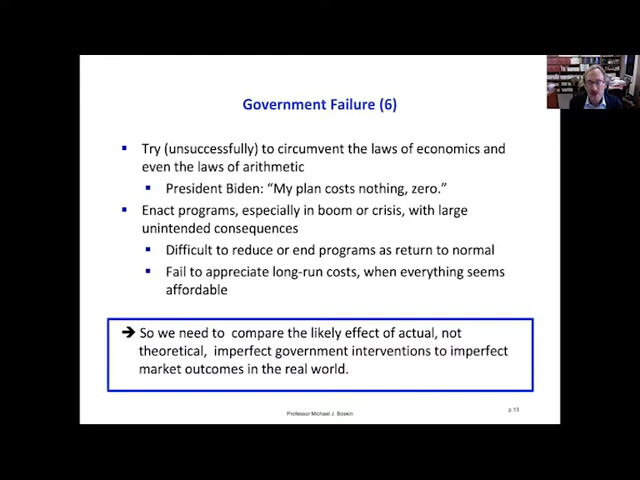 Government Failure (6)
▪ Try (unsuccessfully) to circumvent the laws of economics and
even the laws of arithmetic
▪ President Biden: “My plan costs nothing, zero.”
▪ Enact programs, especially in boom or crisis, with large
unintended consequences
▪ Difficult to reduce or end programs as return to normal
▪ Fail to appreciate long-run costs, when everything seems
affordable
➔ So we need to compare the likely effect of actual, not
theoretical, imperfect government interventions to imperfect
market outcomes in the real world.
Professor Michael J. Boskin
p.13